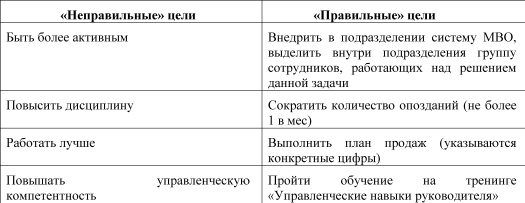 «Неправильные» цели
«Правильные» цели
Быть более активным
Внедрить в подразделении систему МВО,
выделить внутри подразделения группу
сотрудников, работающих над решением
данной задачи
Повысить дисциплину
Сократить количество опозданий (не более
1 в мес)
Работать лучше
Выполнить план продаж (указываются
конкретные цифры)
Повышать управленческую
компетентность
Пройти обучение на тренинге
«Управленческие навыки руководителя»